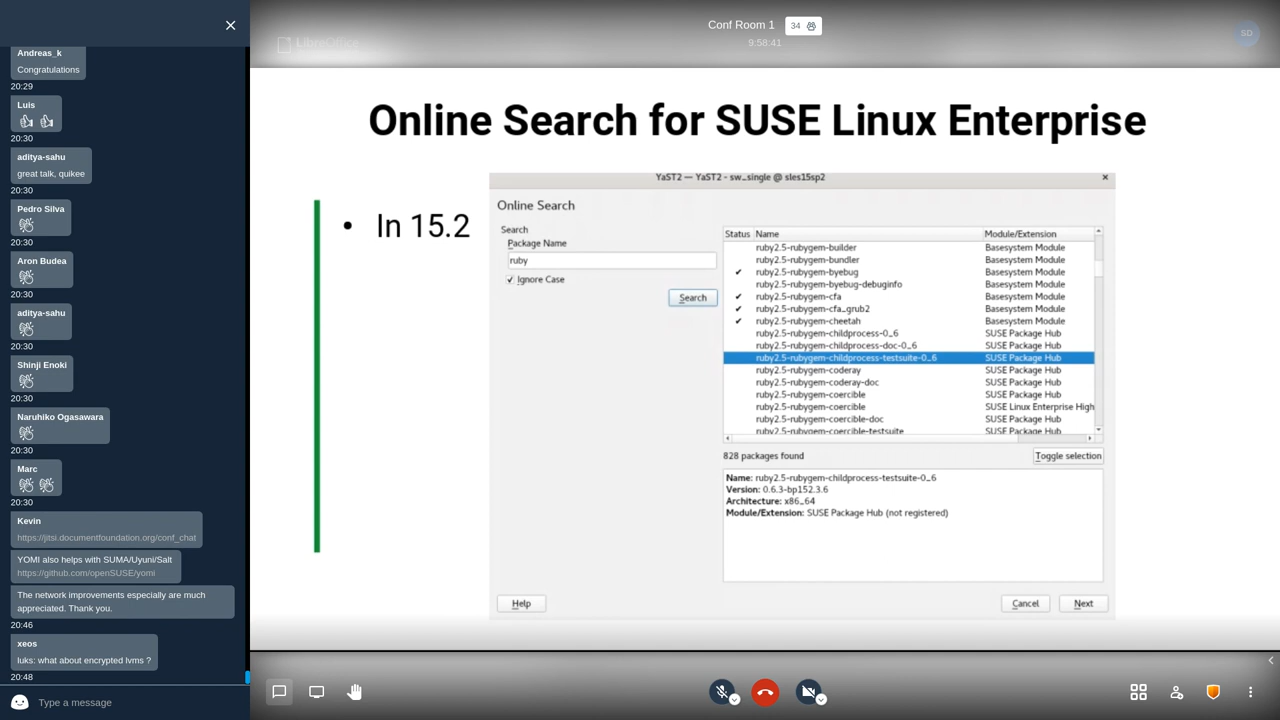 Andreas_k
Congratulations
20:29
Luis
20:30
aditya-sahu
great talk, quikee
20:30
Pedro Silva
20:30
Aron Budea
20:30
aditya-sahu
20:30
Shinji Enoki
20:30
Naruhiko Ogasawara
20:30
Marc
20:30
Kevin
https://jitsi.documentfoundation.org/conf_chat
YOMI also helps with SUMA/Uyuni/Salt
https://github.com/openSUSE/yomi
The network improvements especially are much
appreciated. Thank you.
20:46
xeos
luks: what about encrypted lvms ?
20:48
Type a message
Conf Room 1
34
9:58:41
LibreOffice
SD
Online Search for SUSE Linux Enterprise
• In 15.2
YaST2 — YaST2 - sw_single @ sles15sp2
Online Search
Search
Package Name
ruby
Ignore Case
Search
Status Name Module/Extension
ruby2.5-rubygem-builder Basesystem Module
ruby2.5-rubygem-bundler Basesystem Module
✔ ruby2.5-rubygem-byebug Basesystem Module
ruby2.5-rubygem-byebug-debuginfo Basesystem Module
✔ ruby2.5-rubygem-cfa Basesystem Module
✔ ruby2.5-rubygem-cfa_grub2 Basesystem Module
✔ ruby2.5-rubygem-cheetah Basesystem Module
ruby2.5-rubygem-childprocess-0_6 SUSE Package Hub
ruby2.5-rubygem-childprocess-doc-0_6 SUSE Package Hub
ruby2.5-rubygem-childprocess-testsuite-0_6 SUSE Package Hub
ruby2.5-rubygem-coderay SUSE Package Hub
ruby2.5-rubygem-coderay-doc SUSE Package Hub
ruby2.5-rubygem-coercible SUSE Package Hub
ruby2.5-rubygem-coercible SUSE Linux Enterprise High
ruby2.5-rubygem-coercible-doc SUSE Package Hub
ruby2.5-rubygem-coercible-testsuite SUSE Package Hub
828 packages found
Toggle selection
Name: ruby2.5-rubygem-childprocess-testsuite-0_6
Version: 0.6.3-bp152.3.6
Architecture: x86_64
Module/Extension: SUSE Package Hub (not registered)
Help
Cancel
Next